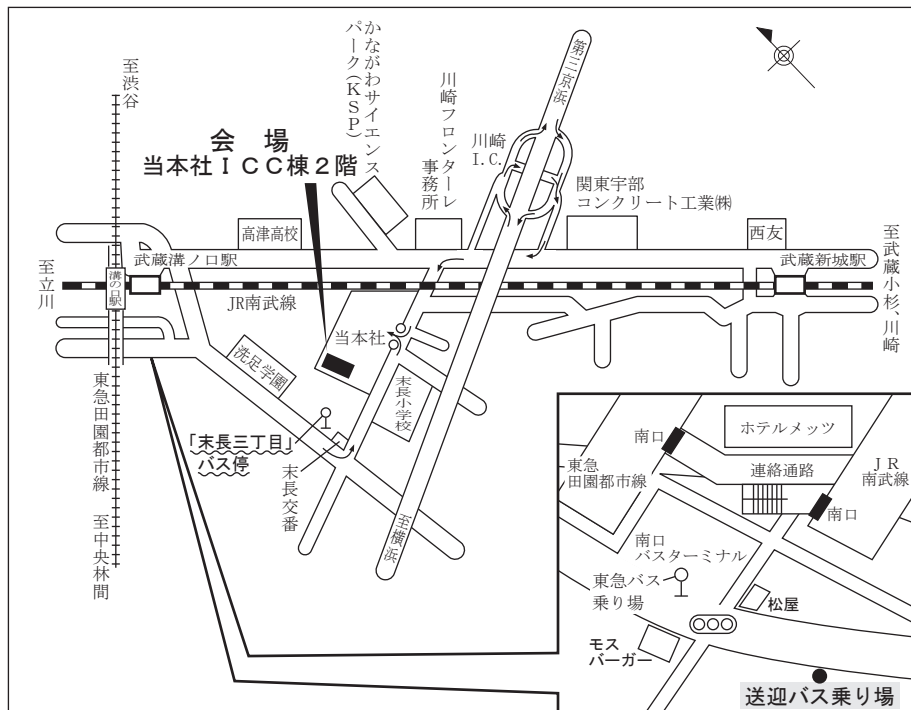 至渋谷
会　場
当本社ＩＣＣ棟２階
かながわサイエンス
パーク(KSP)
川崎フロンターレ
事務所
川崎
I.C.
第三京浜
関東宇部
コンクリート工業㈱
高津高校
西友
武蔵溝ノ口駅
武蔵新城駅
至立川
溝の口駅
JR南武線
至武蔵小杉、川崎
当本社
洗足学園
末長小学校
「末長三丁目」
バス停
末長交番
至横浜
東急田園都市線
至中央林間
ホテルメッツ
南口
東急
田園都市線
連絡通路
ＪＲ
南武線
南口
南口
バスターミナル
東急バス
乗り場
松屋
モス
バーガー
送迎バス乗り場